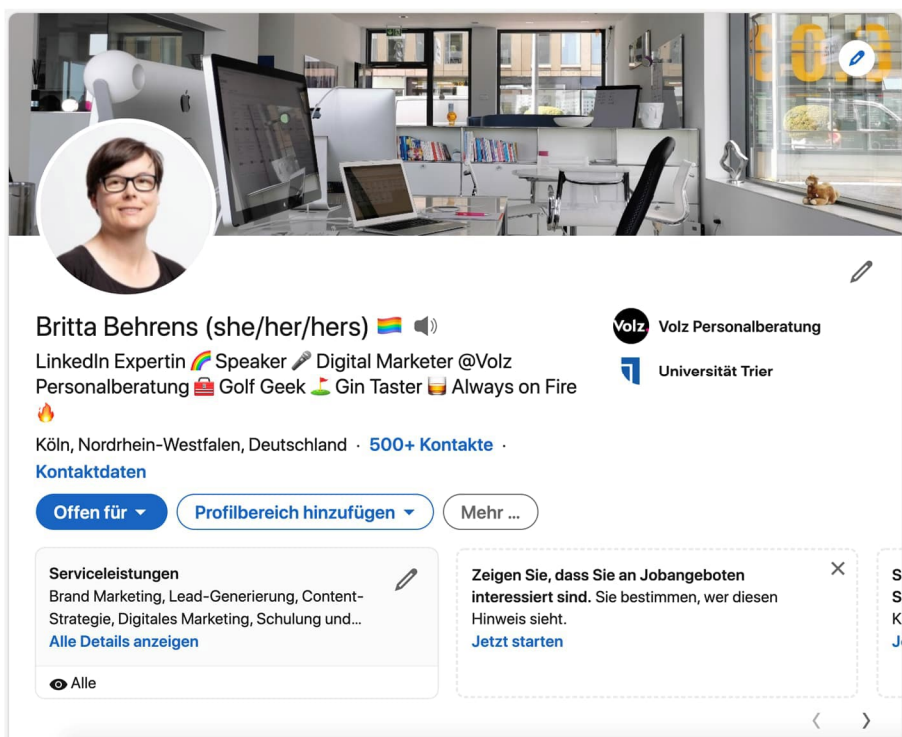 Britta Behrens (she/her/hers) 🏳️‍🌈
LinkedIn Expertin 🌈 Speaker 🎤 Digital Marketer @Volz
Personalberatung 🧰 Golf Geek ⛳ Gin Taster 🥃 Always on Fire
🔥
Köln, Nordrhein-Westfalen, Deutschland · 500+ Kontakte ·
Kontaktdaten
Volz.
Volz Personalberatung
Universität Trier
Offen für
Profilbereich hinzufügen
Mehr ...
Serviceleistungen
Brand Marketing, Lead-Generierung, Content-
Strategie, Digitales Marketing, Schulung und...
Alle Details anzeigen
Alle
Zeigen Sie, dass Sie an Jobangeboten
interessiert sind. Sie bestimmen, wer diesen
Hinweis sieht.
Jetzt starten